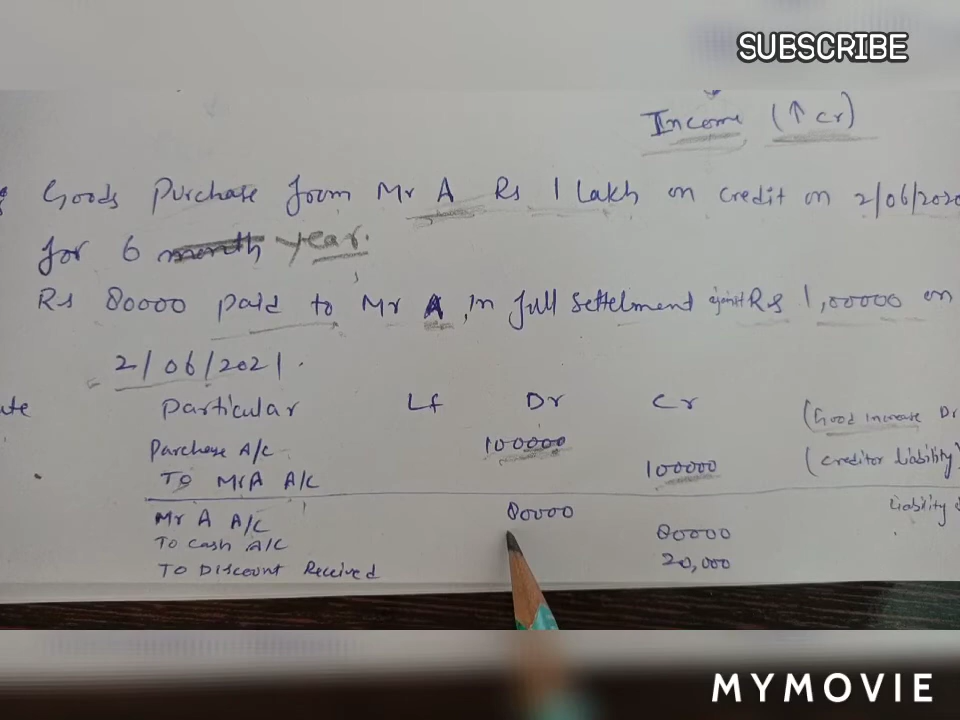 SUBSCRIBE
Income (↑ cr)
Goods Purchase from Mr A Rs 1 Lakh on credit on 2/06/2020
for 6 month year.
Rs 80000 paid to Mr A, in full settelment against Rs 1,00000 on
2/06/2021.
Particular Lf Dr Cr (Good increase Dr
Parchese A/c 100000
To Mr A A/c 100000 (creditor liability)
Mr A A/c 80000 liability
To cash A/c 80000
To Discount Received 20,000
MYMOVIE